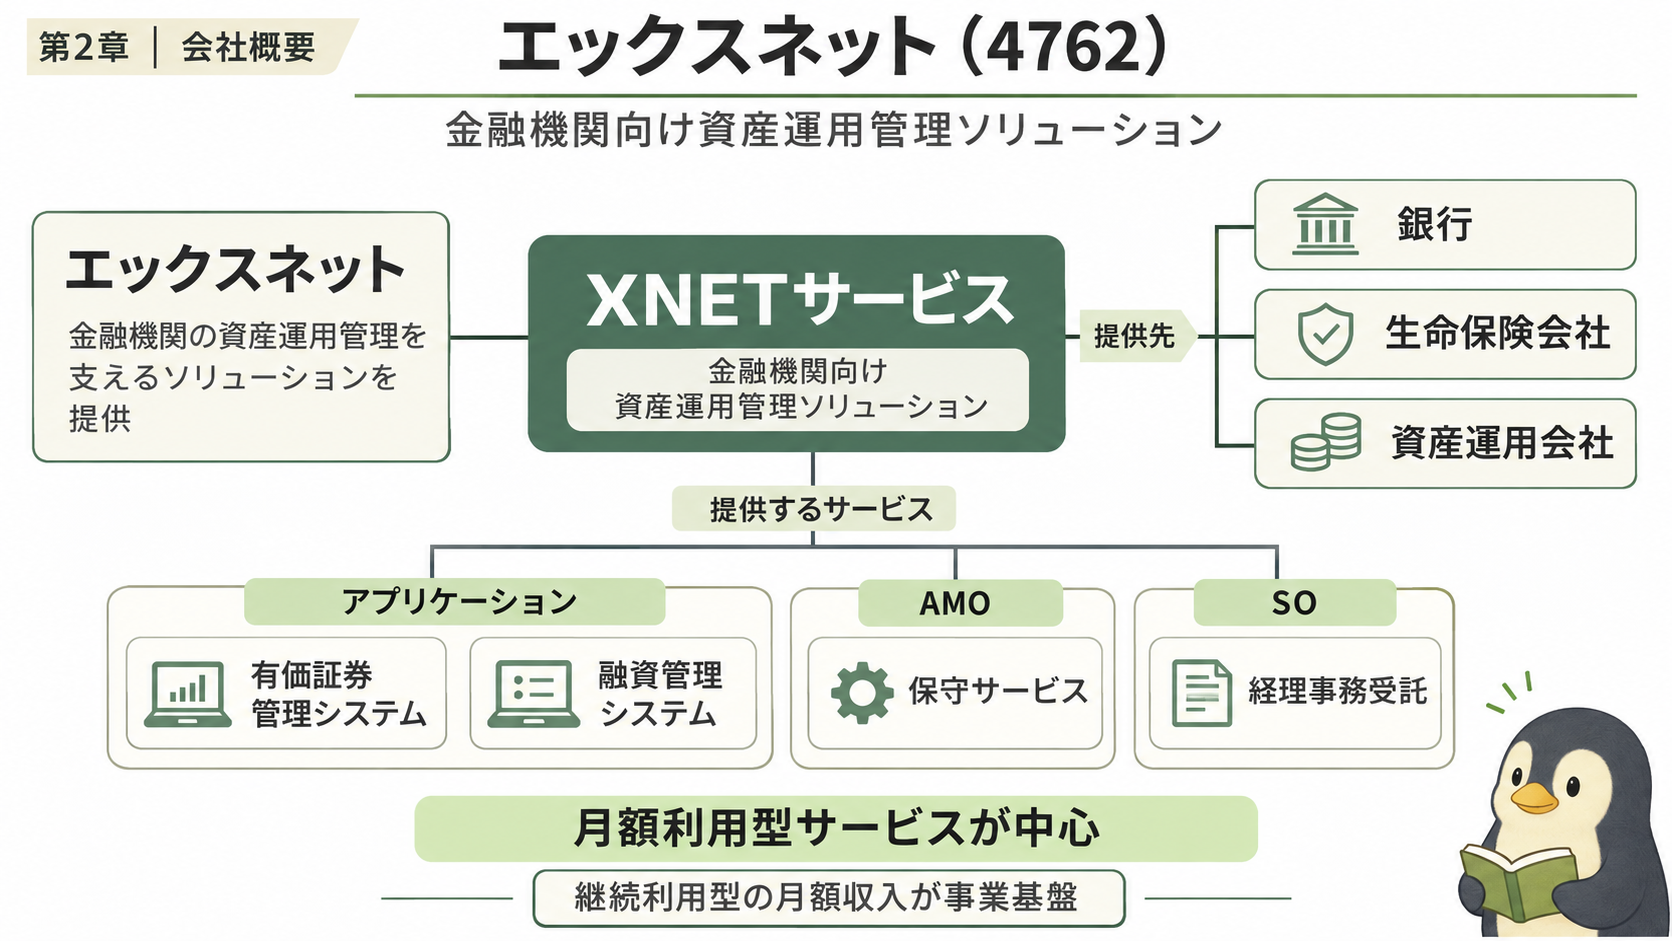 第2章 | 会社概要
エックスネット（4762）
金融機関向け資産運用管理ソリューション
エックスネット
金融機関の資産運用管理を
支えるソリューションを
提供
XNETサービス
金融機関向け
資産運用管理ソリューション
提供先
銀行
生命保険会社
資産運用会社
提供するサービス
アプリケーション
有価証券
管理システム
融資管理
システム
AMO
保守サービス
SO
経理事務受託
月額利用型サービスが中心
継続利用型の月額収入が事業基盤